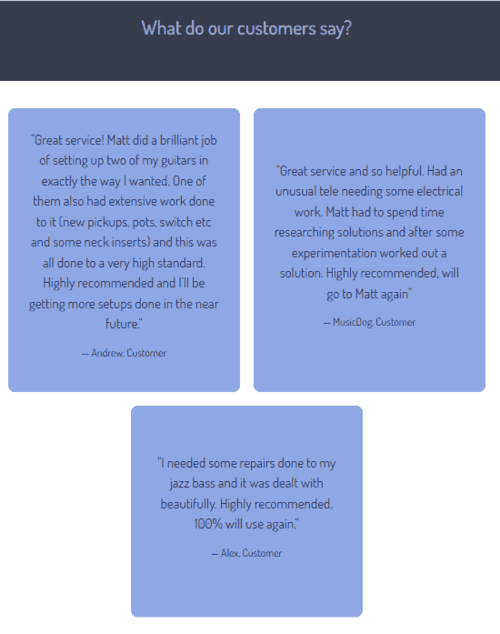 What do our customers say?
"Great service! Matt did a brilliant job
of setting up two of my guitars in
exactly the way I wanted. One of
them also had extensive work done
to it (new pickups, pots, switch etc
and some neck inserts) and this was
all done to a very high standard.
Highly recommended and I'll be
getting more setups done in the near
future."
— Andrew, Customer
"Great service and so helpful. Had an
unusual tele needing some electrical
work. Matt had to spend time
researching solutions and after some
experimentation worked out a
solution. Highly recommended, will
go to Matt again"
— MusicDog, Customer
"I needed some repairs done to my
jazz bass and it was dealt with
beautifully. Highly recommended.
100% will use again."
— Alex, Customer